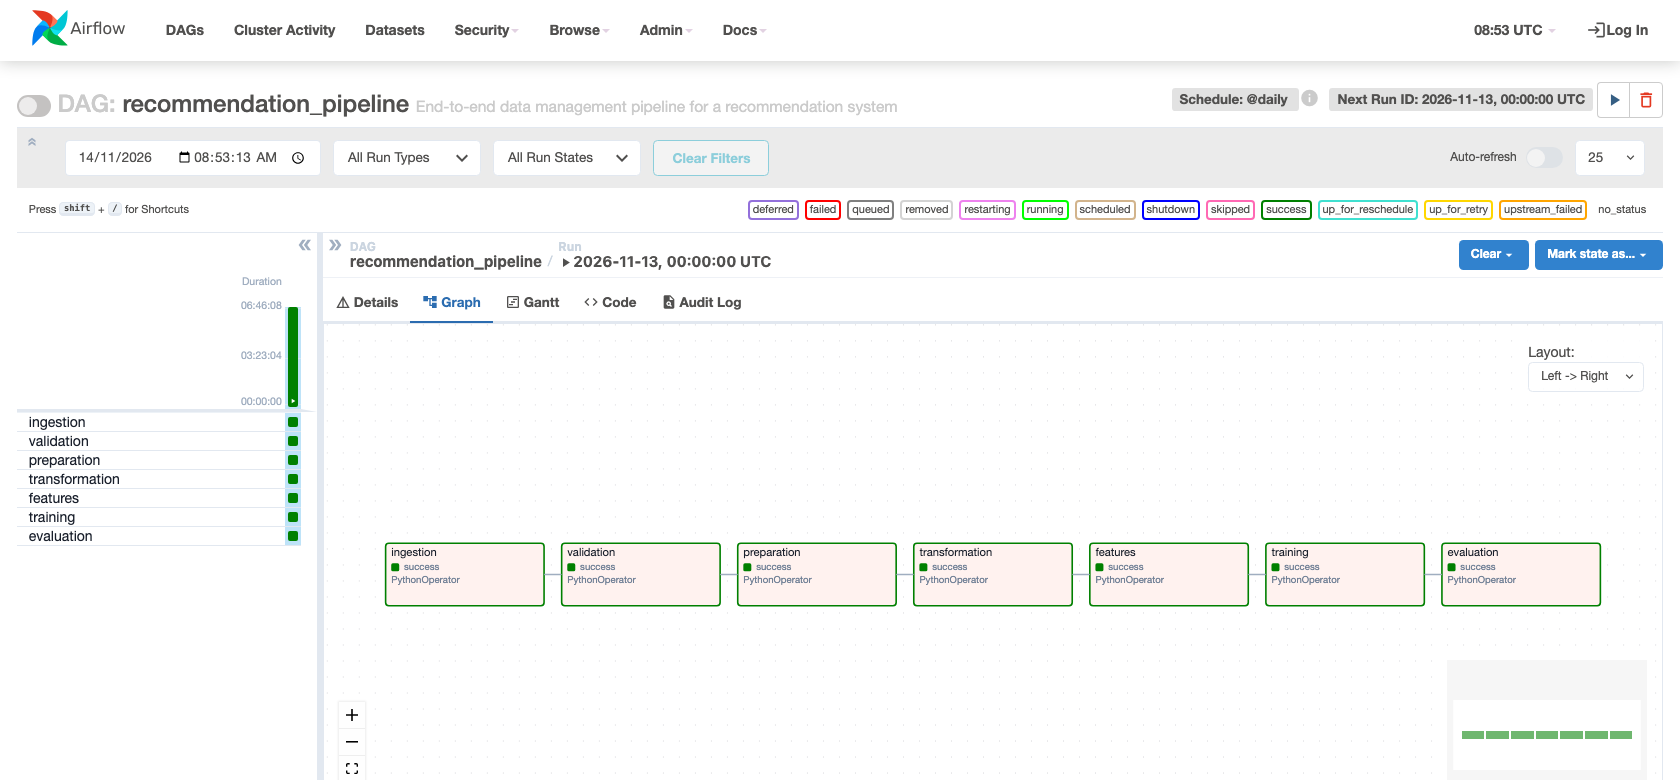 Airflow DAGs Cluster Activity Datasets Security Browse Admin Docs 08:53 UTC Log In
DAG: recommendation_pipeline End-to-end data management pipeline for a recommendation system Schedule: @daily Next Run ID: 2026-11-13, 00:00:00 UTC
14/11/2026 08:53:13 AM All Run Types All Run States Clear Filters Auto-refresh 25
Press shift + / for Shortcuts deferred failed queued removed restarting running scheduled shutdown skipped success up_for_reschedule up_for_retry upstream_failed no_status
DAG Run
recommendation_pipeline / 2026-11-13, 00:00:00 UTC Clear Mark state as...
Duration
06:46:08
03:23:04
00:00:00
ingestion
validation
preparation
transformation
features
training
evaluation
Details Graph Gantt Code Audit Log
Layout:
Left -> Right
ingestion
success
PythonOperator
validation
success
PythonOperator
preparation
success
PythonOperator
transformation
success
PythonOperator
features
success
PythonOperator
training
success
PythonOperator
evaluation
success
PythonOperator